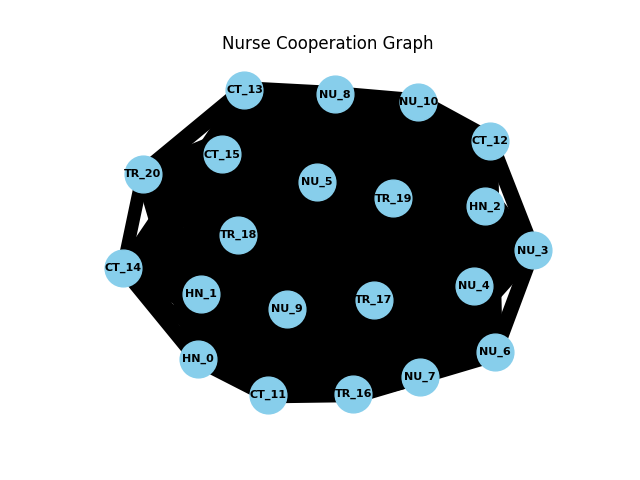 Nurse Cooperation Graph
CT_13
NU_8
NU_10
CT_12
CT_15
TR_20
NU_5
TR_19
HN_2
TR_18
NU_3
CT_14
NU_4
HN_1
TR_17
NU_9
NU_6
HN_0
NU_7
CT_11
TR_16